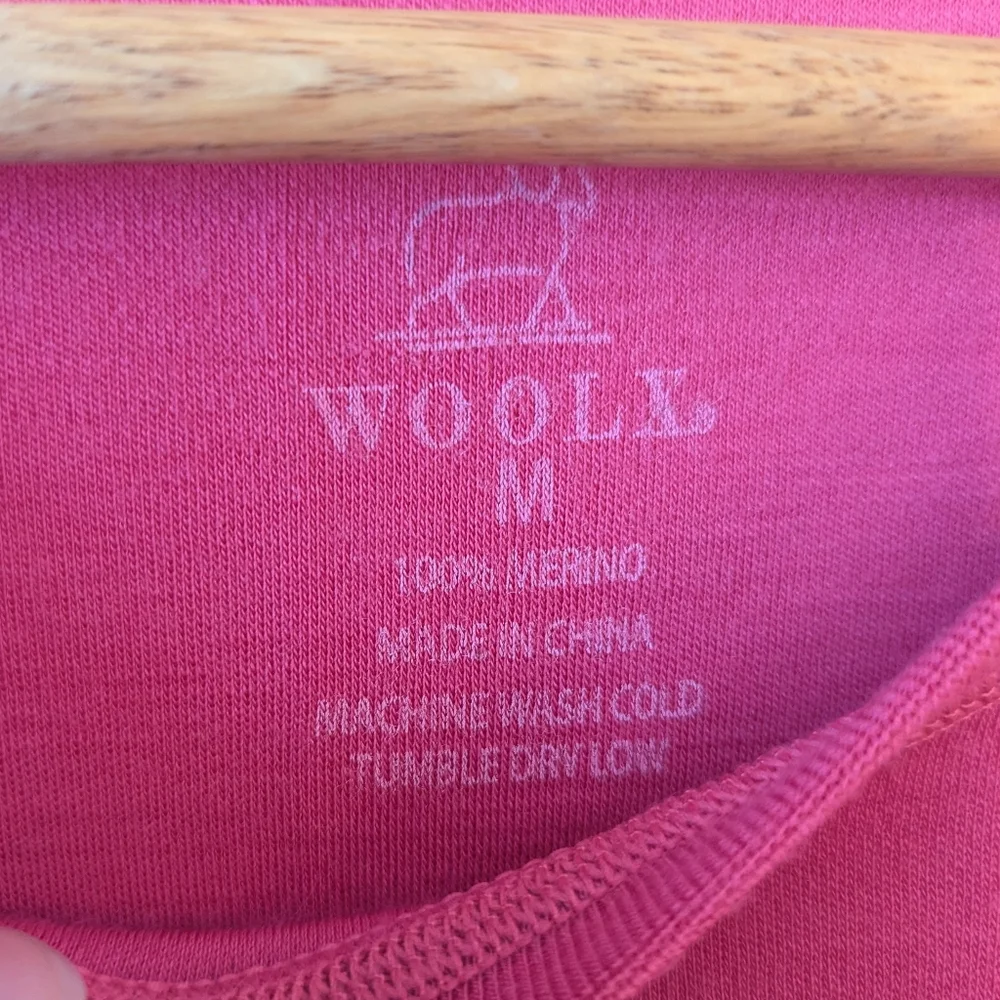 WOOLX
M
100% MERINO
MADE IN CHINA
MACHINE WASH COLD
TUMBLE DRY LOW